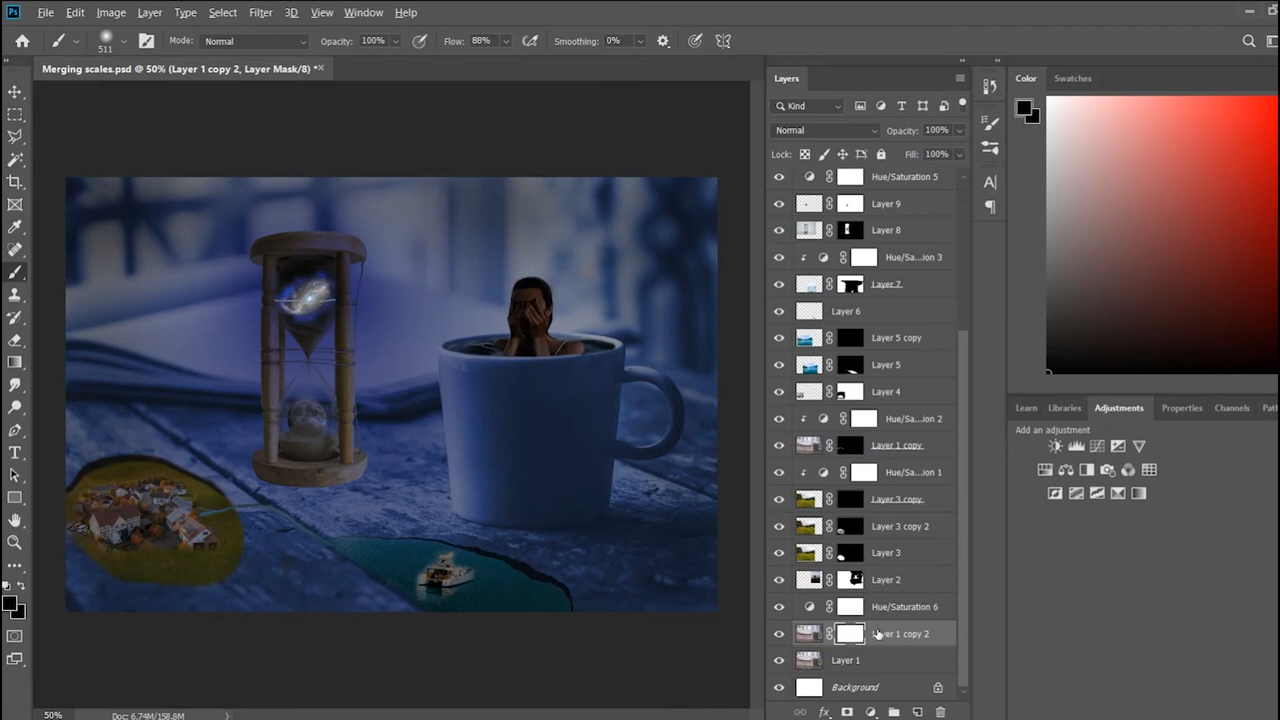 Ps File Edit Image Layer Type Select Filter 3D View Window Help
511 Mode: Normal Opacity: 100% Flow: 88% Smoothing: 0%
Merging scales.psd @ 50% (Layer 1 copy 2, Layer Mask/8) *
Layers
Kind
Normal Opacity: 100%
Lock: Fill: 100%
Hue/Saturation 5
Layer 9
Layer 8
Hue/Sa...ion 3
Layer 7
Layer 6
Layer 5 copy
Layer 5
Layer 4
Hue/Sa...ion 2
Layer 1 copy
Hue/Sa...ion 1
Layer 3 copy
Layer 3 copy 2
Layer 3
Layer 2
Hue/Saturation 6
yer 1 copy 2
Layer 1
Background
fx
Color Swatches
Learn Libraries Adjustments Properties Channels Pat
Add an adjustment
50% Doc: 6.74M/158.8M